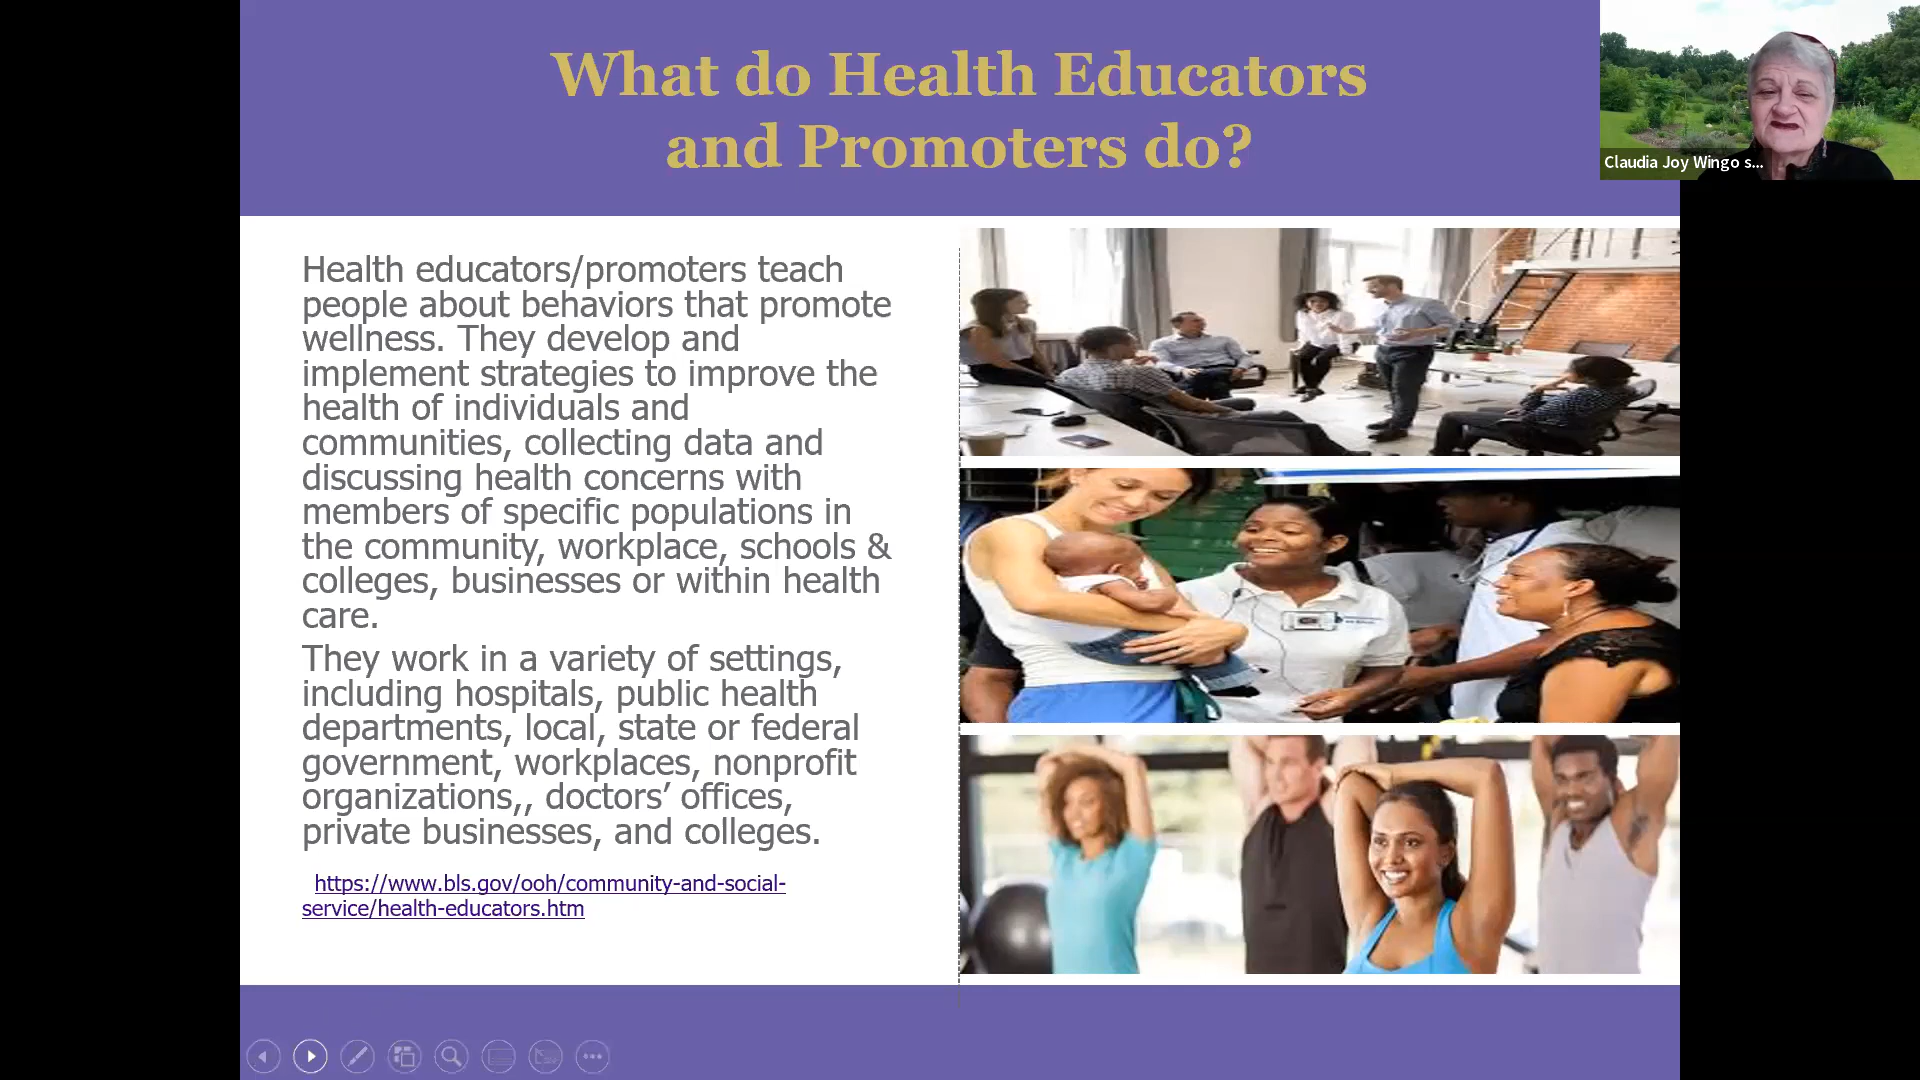 What do Health Educators
and Promoters do?
Claudia Joy Wingo s...
Health educators/promoters teach
people about behaviors that promote
wellness. They develop and
implement strategies to improve the
health of individuals and
communities, collecting data and
discussing health concerns with
members of specific populations in
the community, workplace, schools &
colleges, businesses or within health
care.
They work in a variety of settings,
including hospitals, public health
departments, local, state or federal
government, workplaces, nonprofit
organizations,, doctors’ offices,
private businesses, and colleges.
https://www.bls.gov/ooh/community-and-social-
service/health-educators.htm